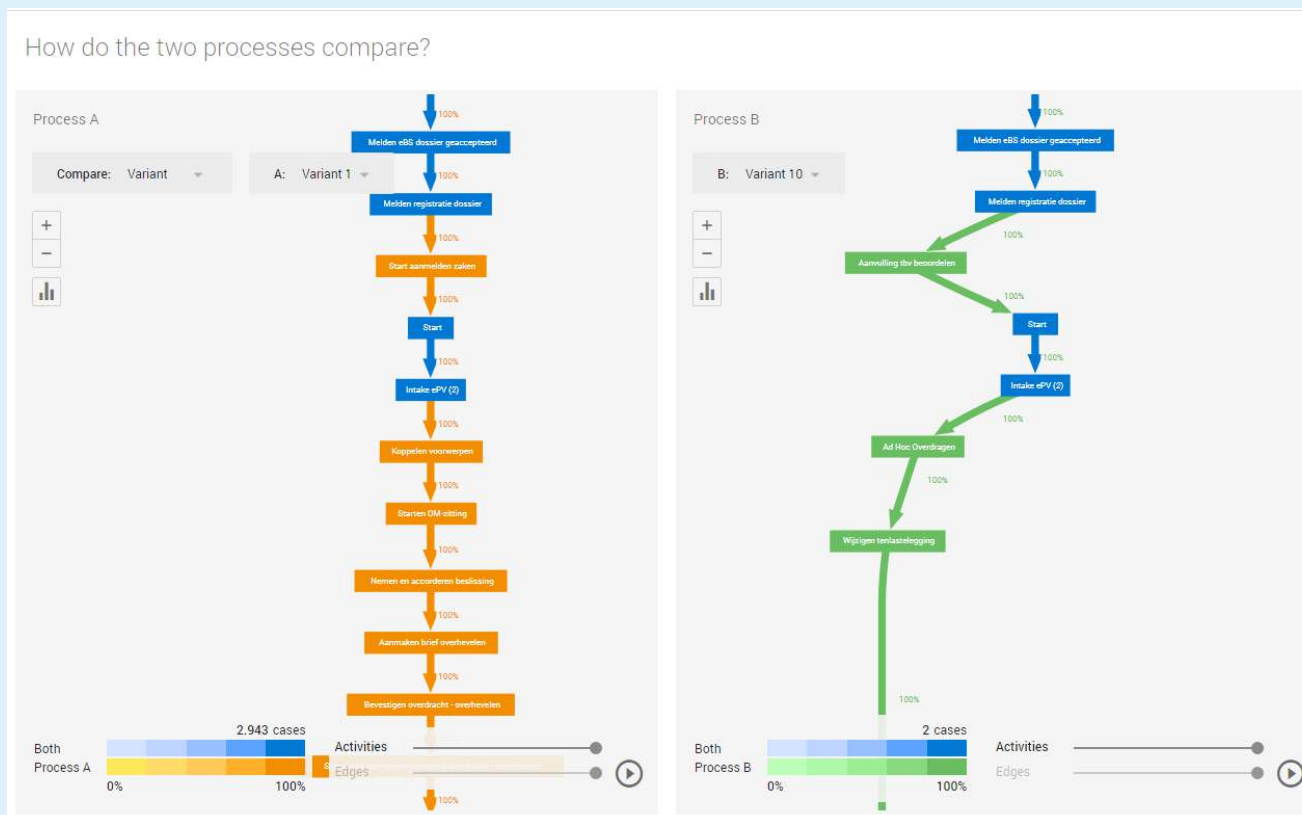 How do the two processes compare?
Process A
Compare: Variant
A: Variant 1
+
−
100%
Melden eBS dossier geaccepteerd
100%
Melden registratie dossier
100%
Start aanmelden zaken
100%
Start
100%
Intake ePV (2)
100%
Koppelen voorwerpen
100%
Starten OM-zitting
100%
Nemen en accorderen beslissing
100%
Aanmaken brief overhevelen
100%
Bevestigen overdracht - overhevelen
100%
2.943 cases
Both
Process A
0% 100%
Activities
Edges
Process B
B: Variant 10
+
−
100%
Melden eBS dossier geaccepteerd
100%
Melden registratie dossier
100%
Aanvulling tbv beoordelen
100%
Start
100%
Intake ePV (2)
100%
Ad Hoc Overdragen
100%
Wijzigen tenlastelegging
100%
2 cases
Both
Process B
0% 100%
Activities
Edges